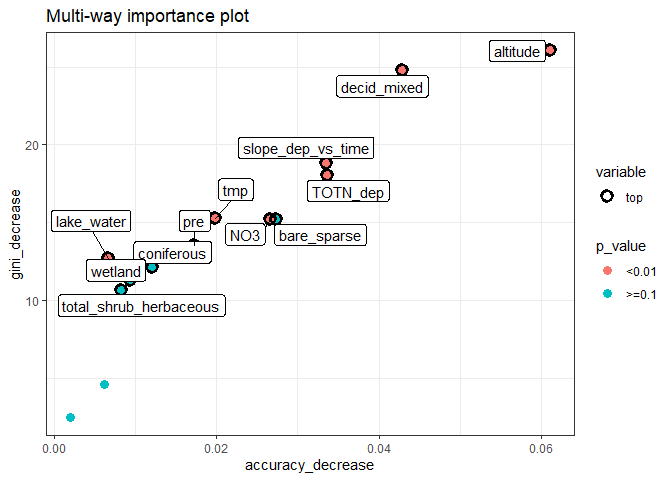 Multi-way importance plot
altitude
decid_mixed
slope_dep_vs_time
TOTN_dep
tmp
pre
lake_water
NO3
bare_sparse
coniferous
wetland
total_shrub_herbaceous
20
10
gini_decrease
0.00
0.02
0.04
0.06
accuracy_decrease
variable
top
p_value
<0.01
>=0.1